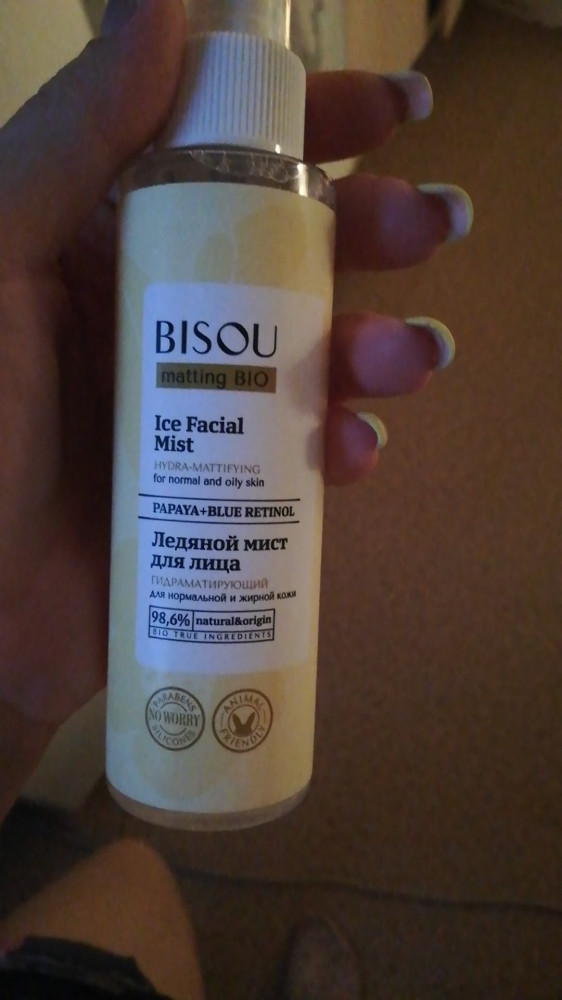 BISOU
matting BIO
Ice Facial
Mist
HYDRA-MATTIFYING
for normal and oily skin
PAPAYA+BLUE RETINOL
Ледяной мист
для лица
ГИДРАМАТИРУЮЩИЙ
для нормальной и жирной кожи
98,6% natural&origin
BIO TRUE INGREDIENTS
PARABENS
NO WORRY
SILICONES
ANIMAL
FRIENDLY